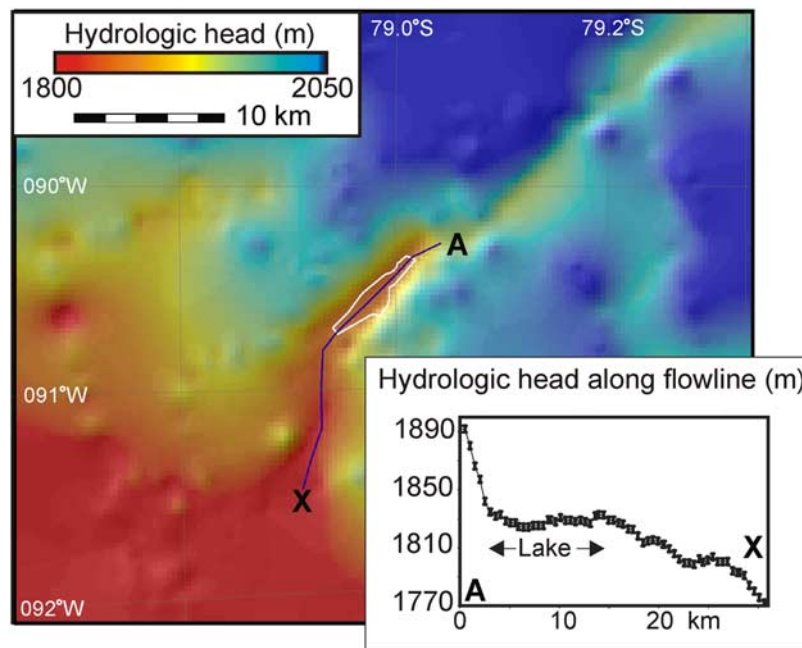 Hydrologic head (m)
1800 2050
10 km
79.0°S
79.2°S
090°W
A
091°W
X
092°W
Hydrologic head along flowline (m)
1890
1850
1810
1770
Lake
X
A
0 10 20 km